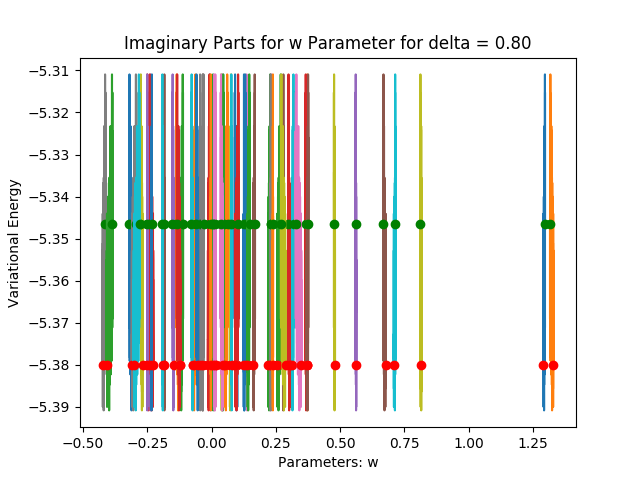 Imaginary Parts for w Parameter for delta = 0.80
−5.31
−5.32
−5.33
−5.34
−5.35
−5.36
−5.37
−5.38
−5.39
Variational Energy
−0.50 −0.25 0.00 0.25 0.50 0.75 1.00 1.25
Parameters: w